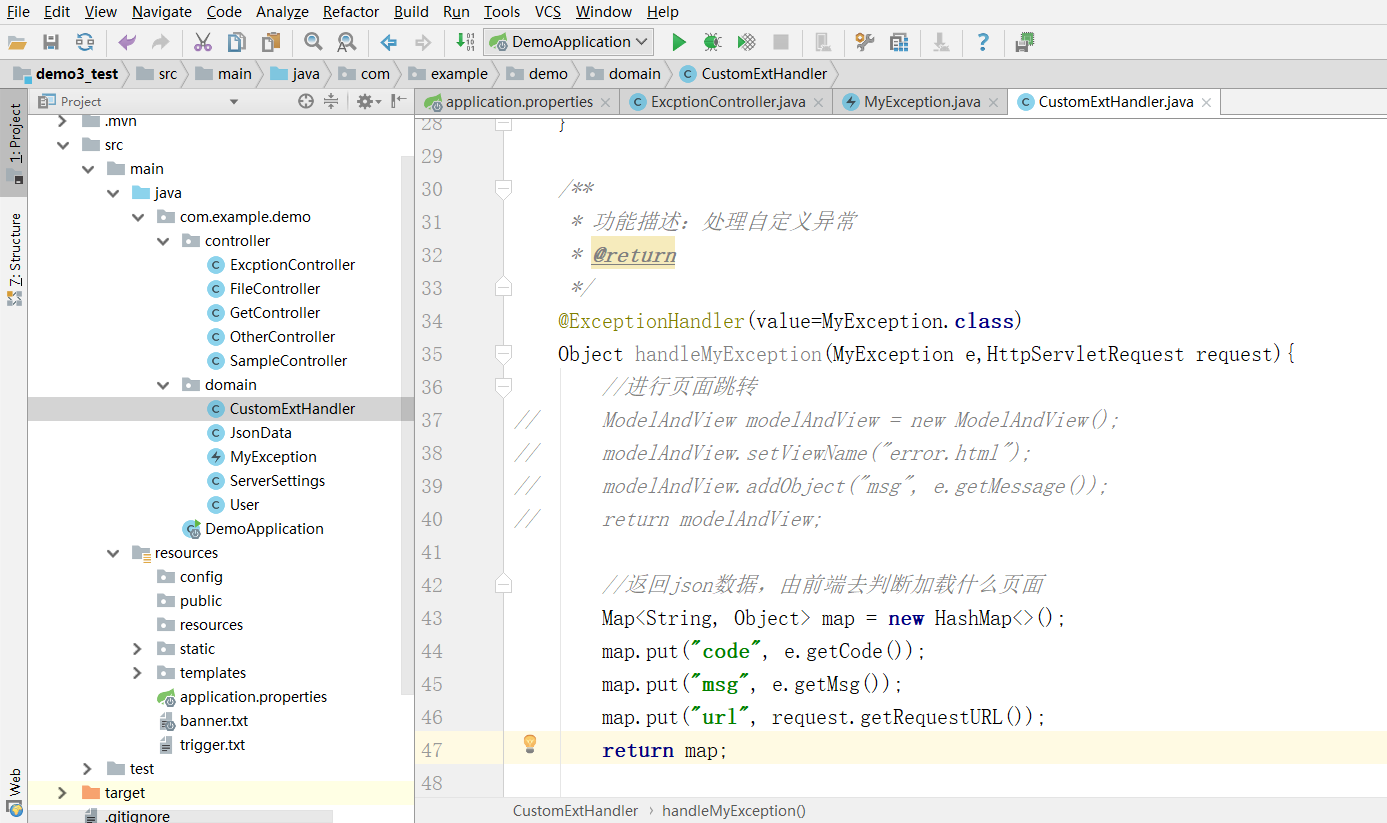 File Edit View Navigate Code Analyze Refactor Build Run Tools VCS Window Help
DemoApplication
demo3_test src main java com example demo domain CustomExtHandler
Project
application.properties ExcptionController.java MyException.java CustomExtHandler.java
1: Project
Z: Structure
Web
.mvn
src
main
java
com.example.demo
controller
ExcptionController
FileController
GetController
OtherController
SampleController
domain
CustomExtHandler
JsonData
MyException
ServerSettings
User
DemoApplication
resources
config
public
resources
static
templates
application.properties
banner.txt
trigger.txt
test
target
.gitignore
28 }
29
30 /**
31 * 功能描述：处理自定义异常
32 * @return
33 */
34 @ExceptionHandler(value=MyException.class)
35 Object handleMyException(MyException e,HttpServletRequest request){
36 //进行页面跳转
37 // ModelAndView modelAndView = new ModelAndView();
38 // modelAndView.setViewName("error.html");
39 // modelAndView.addObject("msg", e.getMessage());
40 // return modelAndView;
41
42 //返回json数据，由前端去判断加载什么页面
43 Map<String, Object> map = new HashMap<>();
44 map.put("code", e.getCode());
45 map.put("msg", e.getMsg());
46 map.put("url", request.getRequestURL());
47 return map;
48
CustomExtHandler › handleMyException()